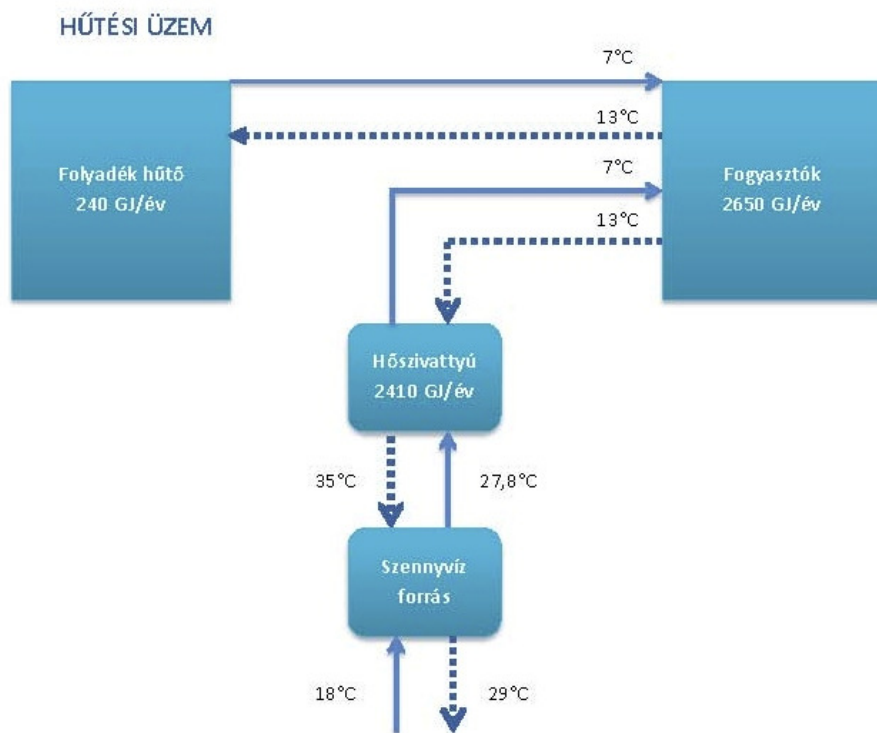 HŰTÉSI ÜZEM
7°C
13°C
Folyadék hűtő
240 GJ/év
7°C
Fogyasztók
2650 GJ/év
13°C
Hőszivattyú
2410 GJ/év
35°C
27,8°C
Szennyvíz
forrás
18°C
29°C